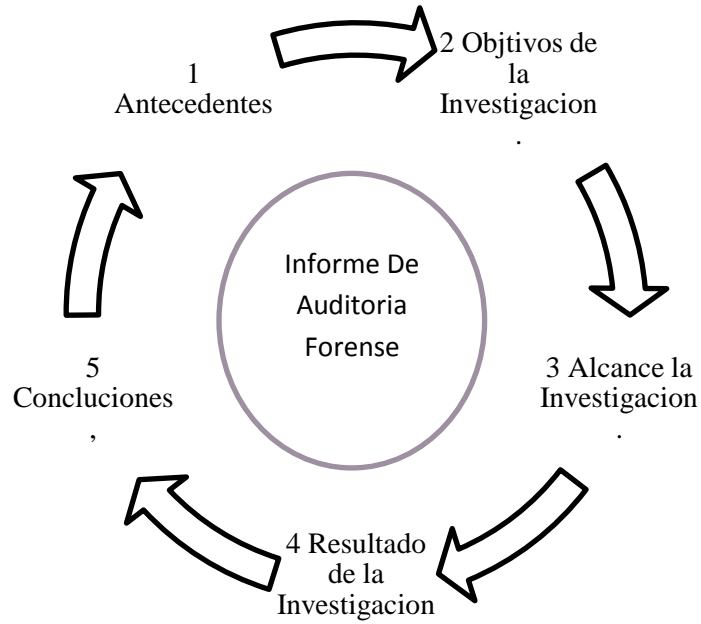 1
Antecedentes
2 Objtivos de
la
Investigacion
.
3 Alcance la
Investigacion
.
4 Resultado
de la
Investigacion
5
Concluciones
,
Informe De
Auditoria
Forense